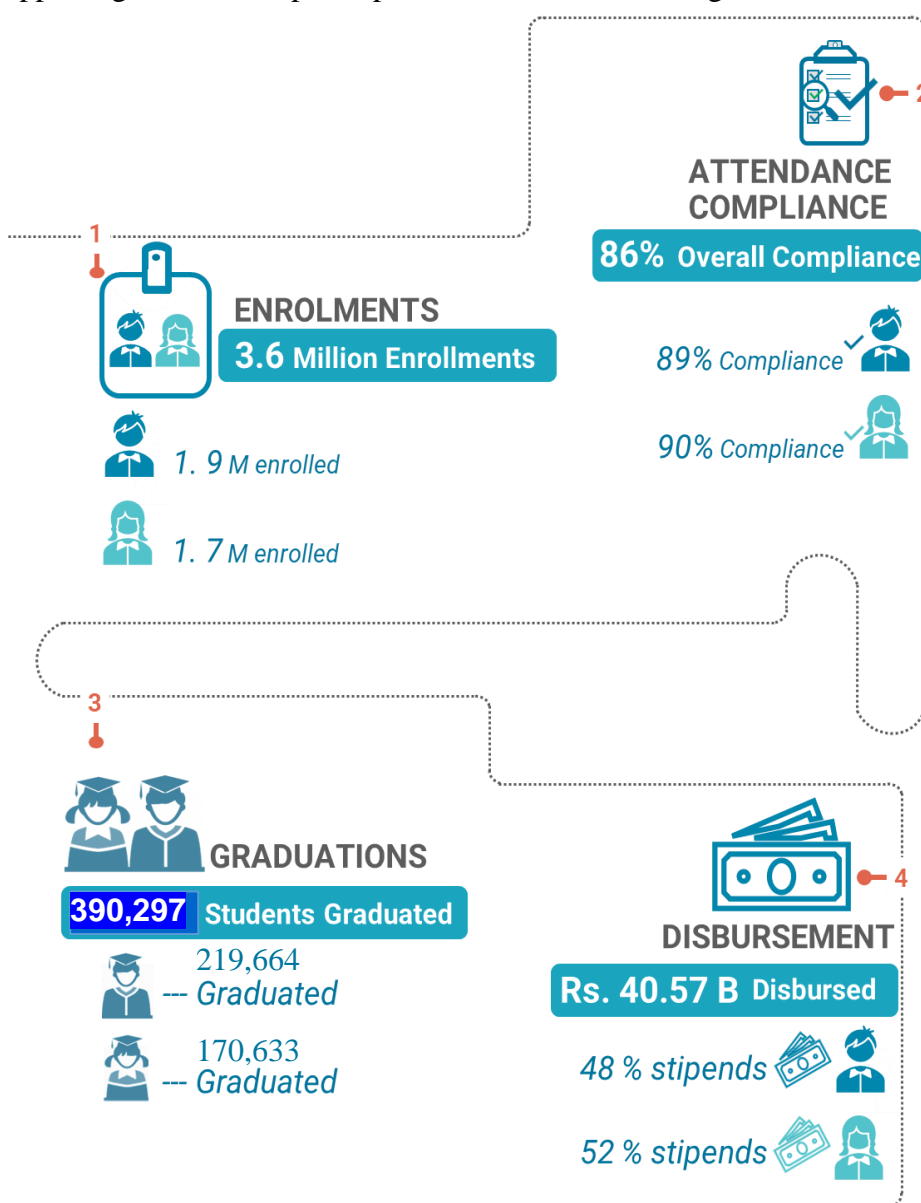 2
ATTENDANCE
COMPLIANCE
86% Overall Compliance
89% Compliance
90% Compliance
1
ENROLMENTS
3.6 Million Enrollments
1. 9 M enrolled
1. 7 M enrolled
3
GRADUATIONS
390,297 Students Graduated
219,664
--- Graduated
170,633
--- Graduated
4
DISBURSEMENT
Rs. 40.57 B Disbursed
48 % stipends
52 % stipends